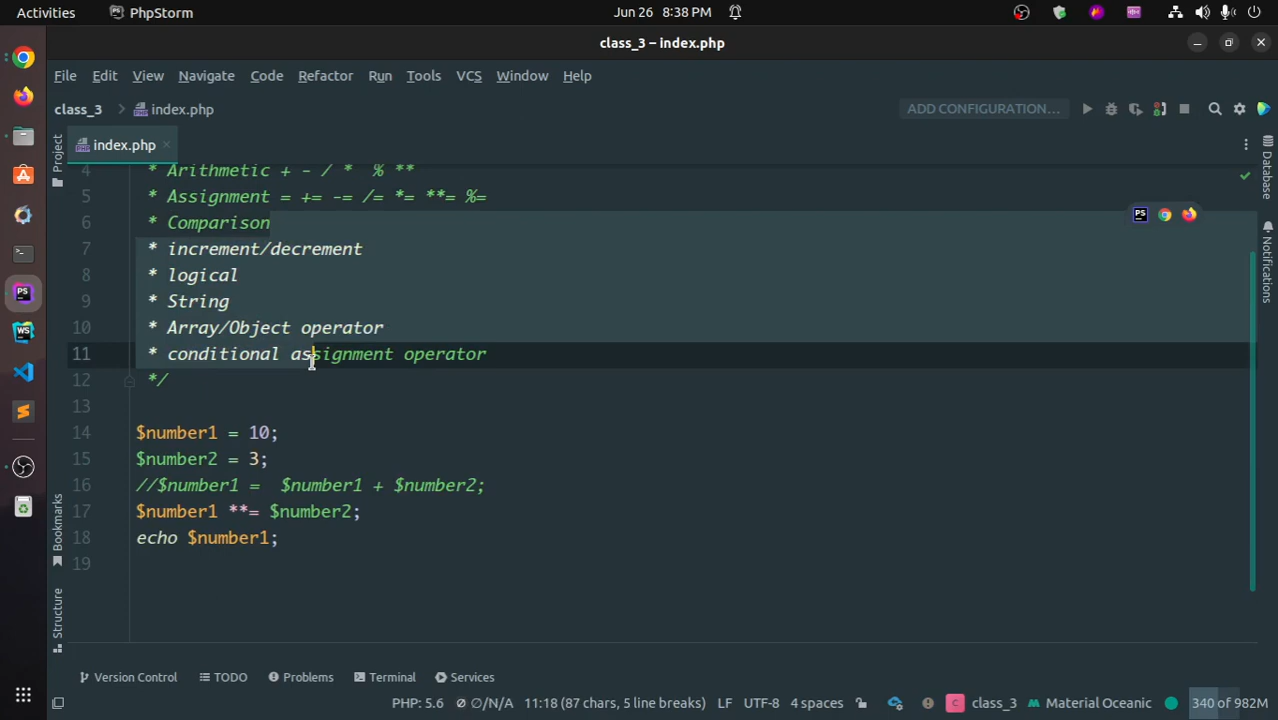 Activities PhpStorm Jun 26 8:38 PM
class_3 – index.php
File Edit View Navigate Code Refactor Run Tools VCS Window Help
class_3 index.php ADD CONFIGURATION...
index.php
Project
Database
Notifications
Bookmarks
Structure
4 * Arithmetic + - / * % **
5 * Assignment = += -= /= *= **= %=
6 * Comparison
7 * increment/decrement
8 * logical
9 * String
10 * Array/Object operator
11 * conditional assignment operator
12 */
13
14 $number1 = 10;
15 $number2 = 3;
16 //$number1 = $number1 + $number2;
17 $number1 **= $number2;
18 echo $number1;
19
Version Control TODO Problems Terminal Services
PHP: 5.6 ∅/N/A 11:18 (87 chars, 5 line breaks) LF UTF-8 4 spaces C class_3 Material Oceanic 340 of 982M